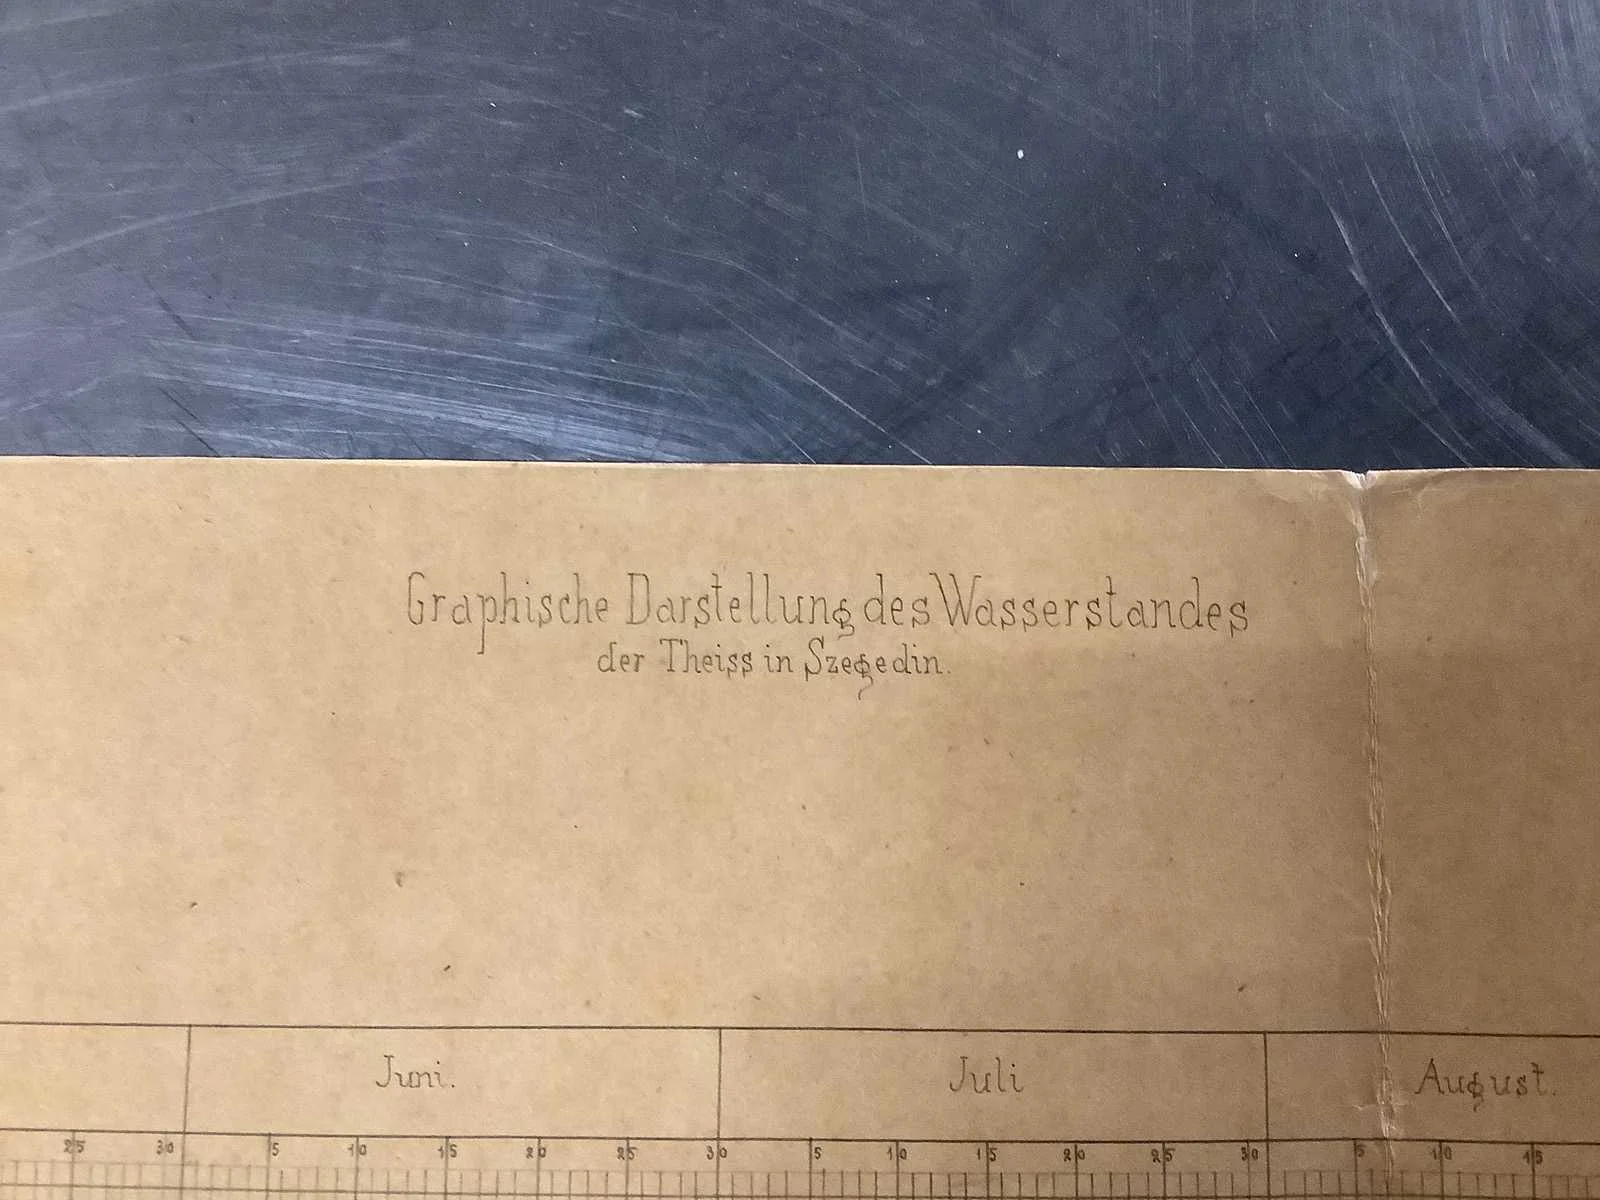 Graphische Darstellung des Wasserstandes
der Theiss in Szegedin.
Juni. Juli August.
25 30 5 10 15 20 25 30 5 10 15 20 25 30 5 10 15